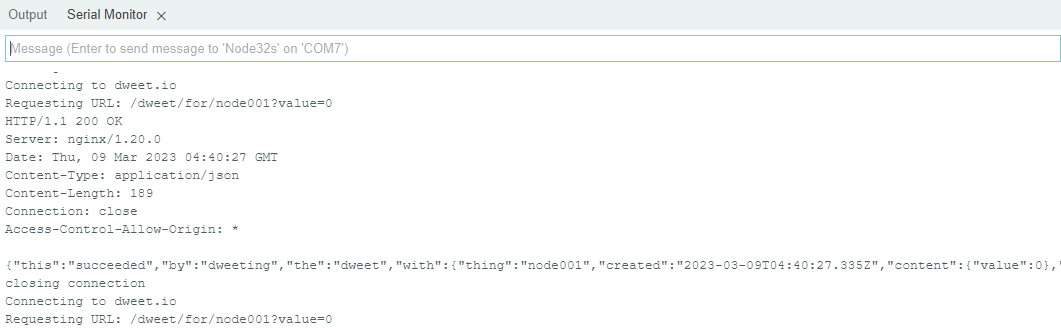 Output Serial Monitor
Message (Enter to send message to 'Node32s' on 'COM7')
Connecting to dweet.io
Requesting URL: /dweet/for/node001?value=0
HTTP/1.1 200 OK
Server: nginx/1.20.0
Date: Thu, 09 Mar 2023 04:40:27 GMT
Content-Type: application/json
Content-Length: 189
Connection: close
Access-Control-Allow-Origin: *
{"this":"succeeded","by":"dweeting","the":"dweet","with":{"thing":"node001","created":"2023-03-09T04:40:27.335Z","content":{"value":0},"
closing connection
Connecting to dweet.io
Requesting URL: /dweet/for/node001?value=0